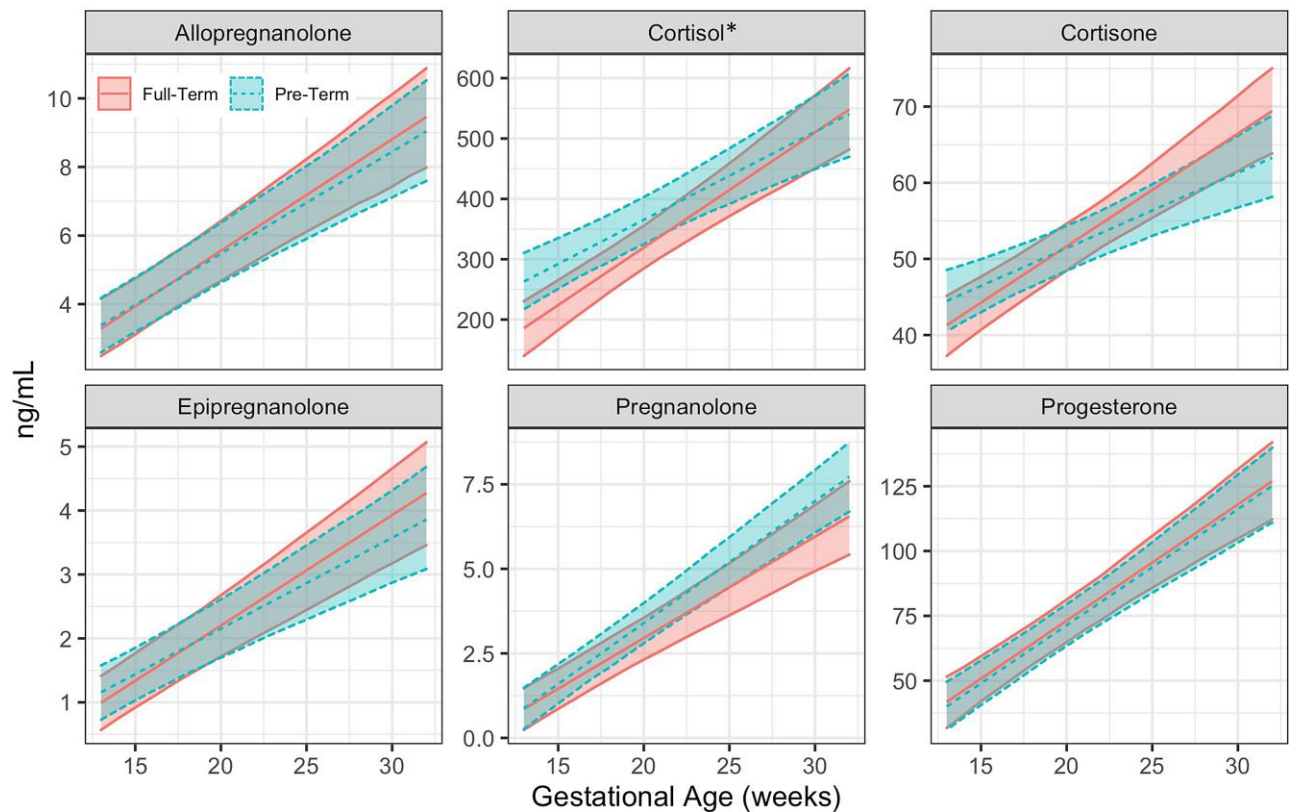 Allopregnanolone
Cortisol*
Cortisone
Full-Term
Pre-Term
10
8
6
4
600
500
400
300
200
70
60
50
40
ng/mL
Epipregnanolone
Pregnanolone
Progesterone
5
4
3
2
1
7.5
5.0
2.5
0.0
125
100
75
50
15 20 25 30
15 20 25 30
15 20 25 30
Gestational Age (weeks)